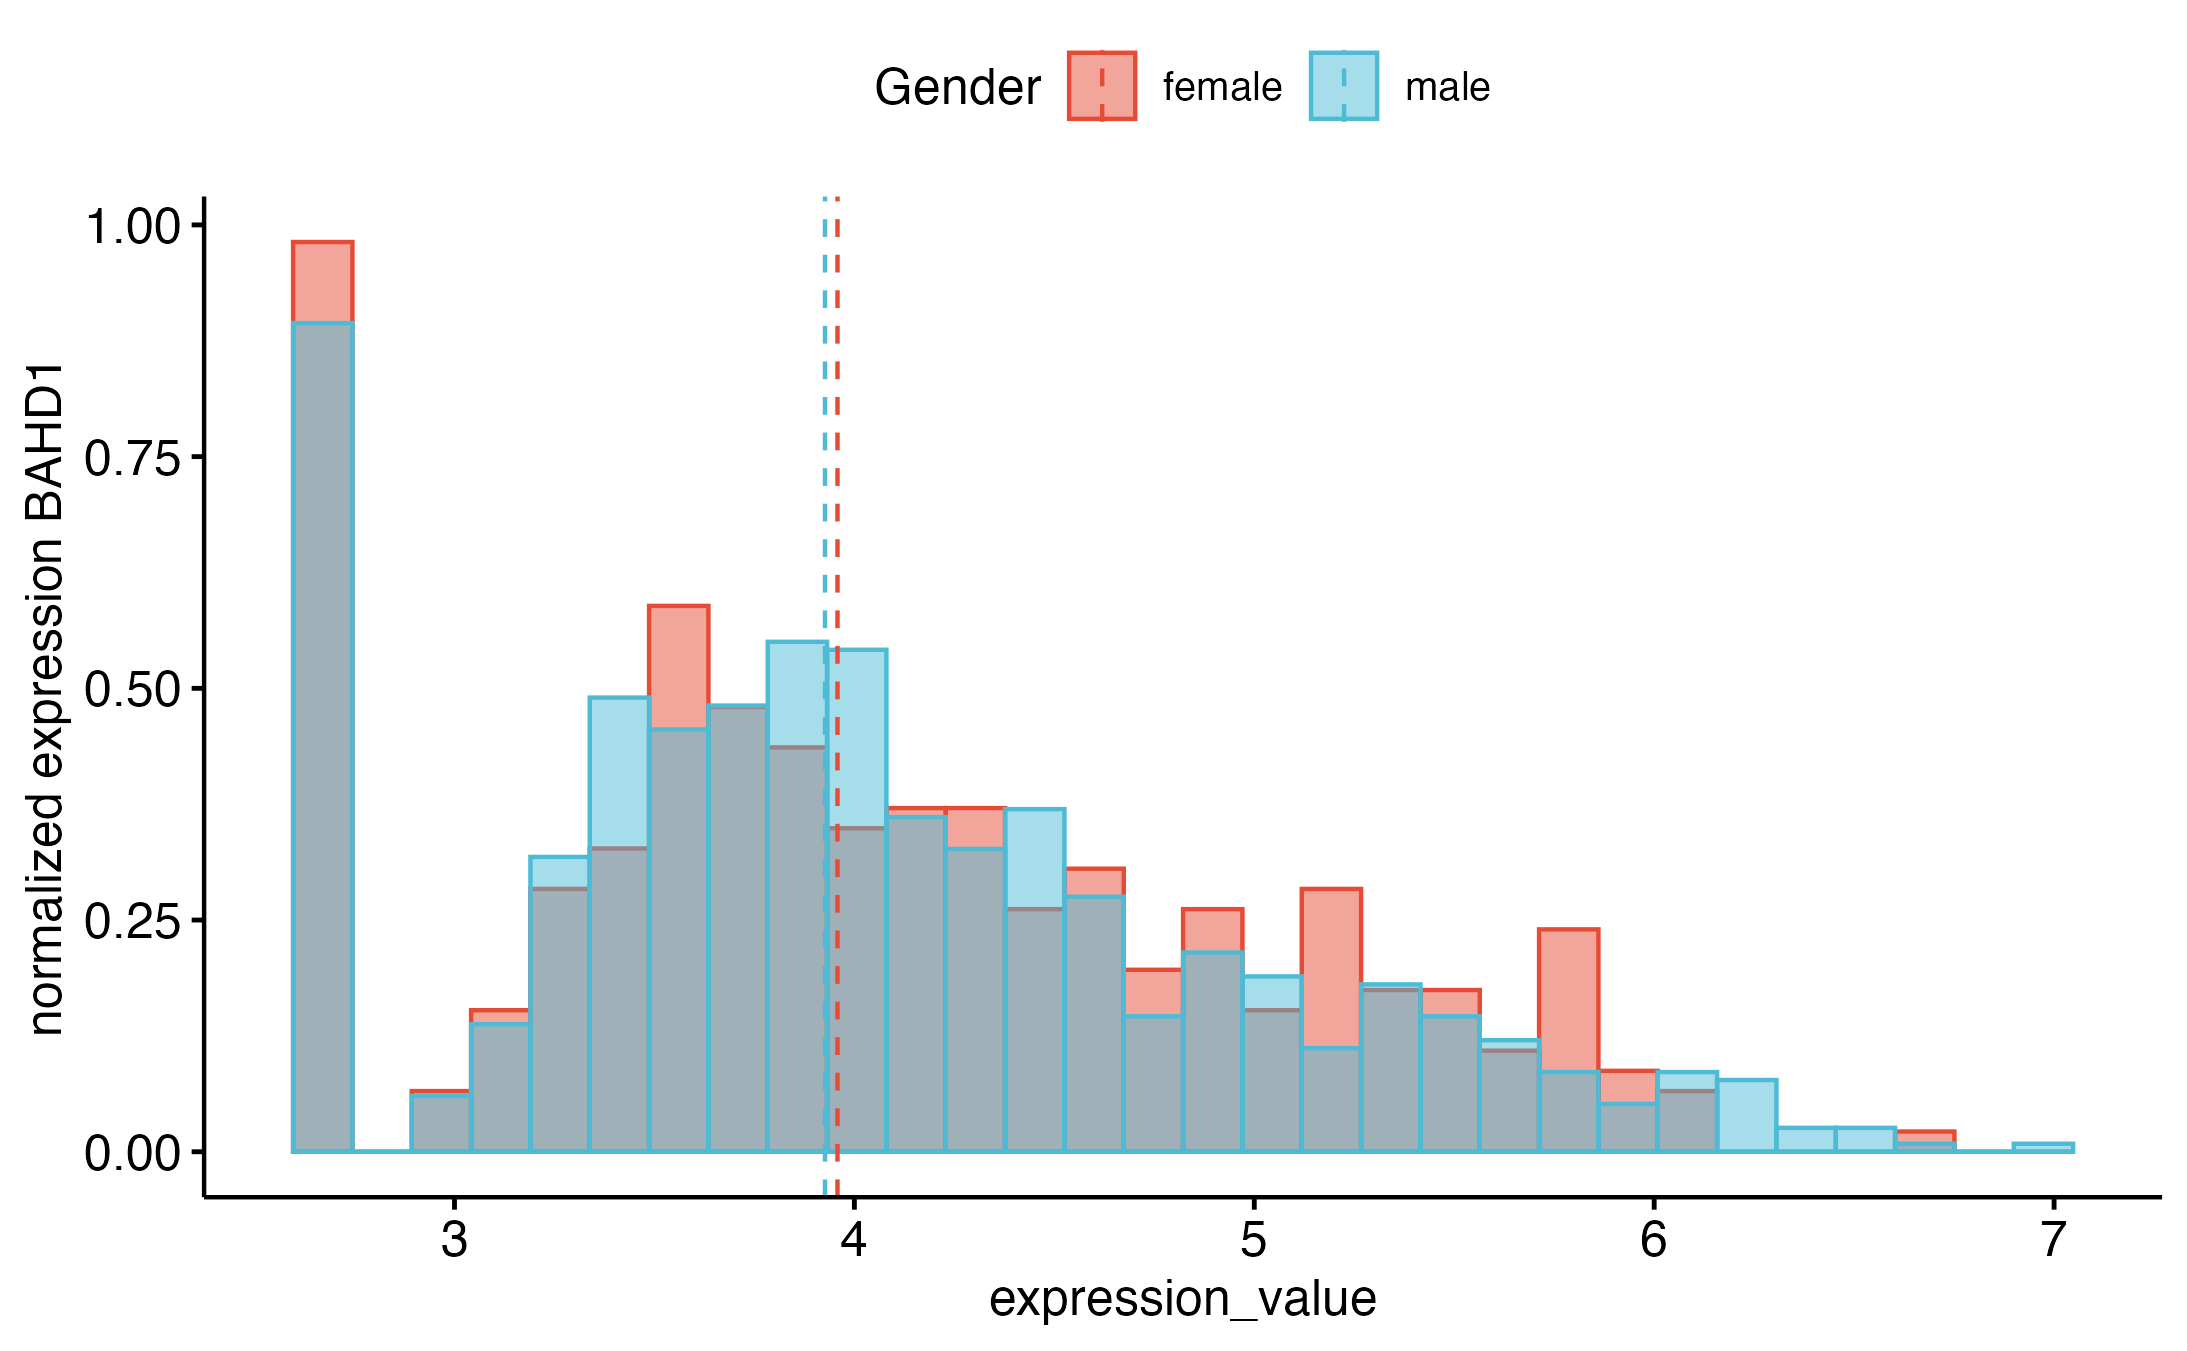 Gender female male
normalized expression BAHD1
1.00
0.75
0.50
0.25
0.00
3 4 5 6 7
expression_value